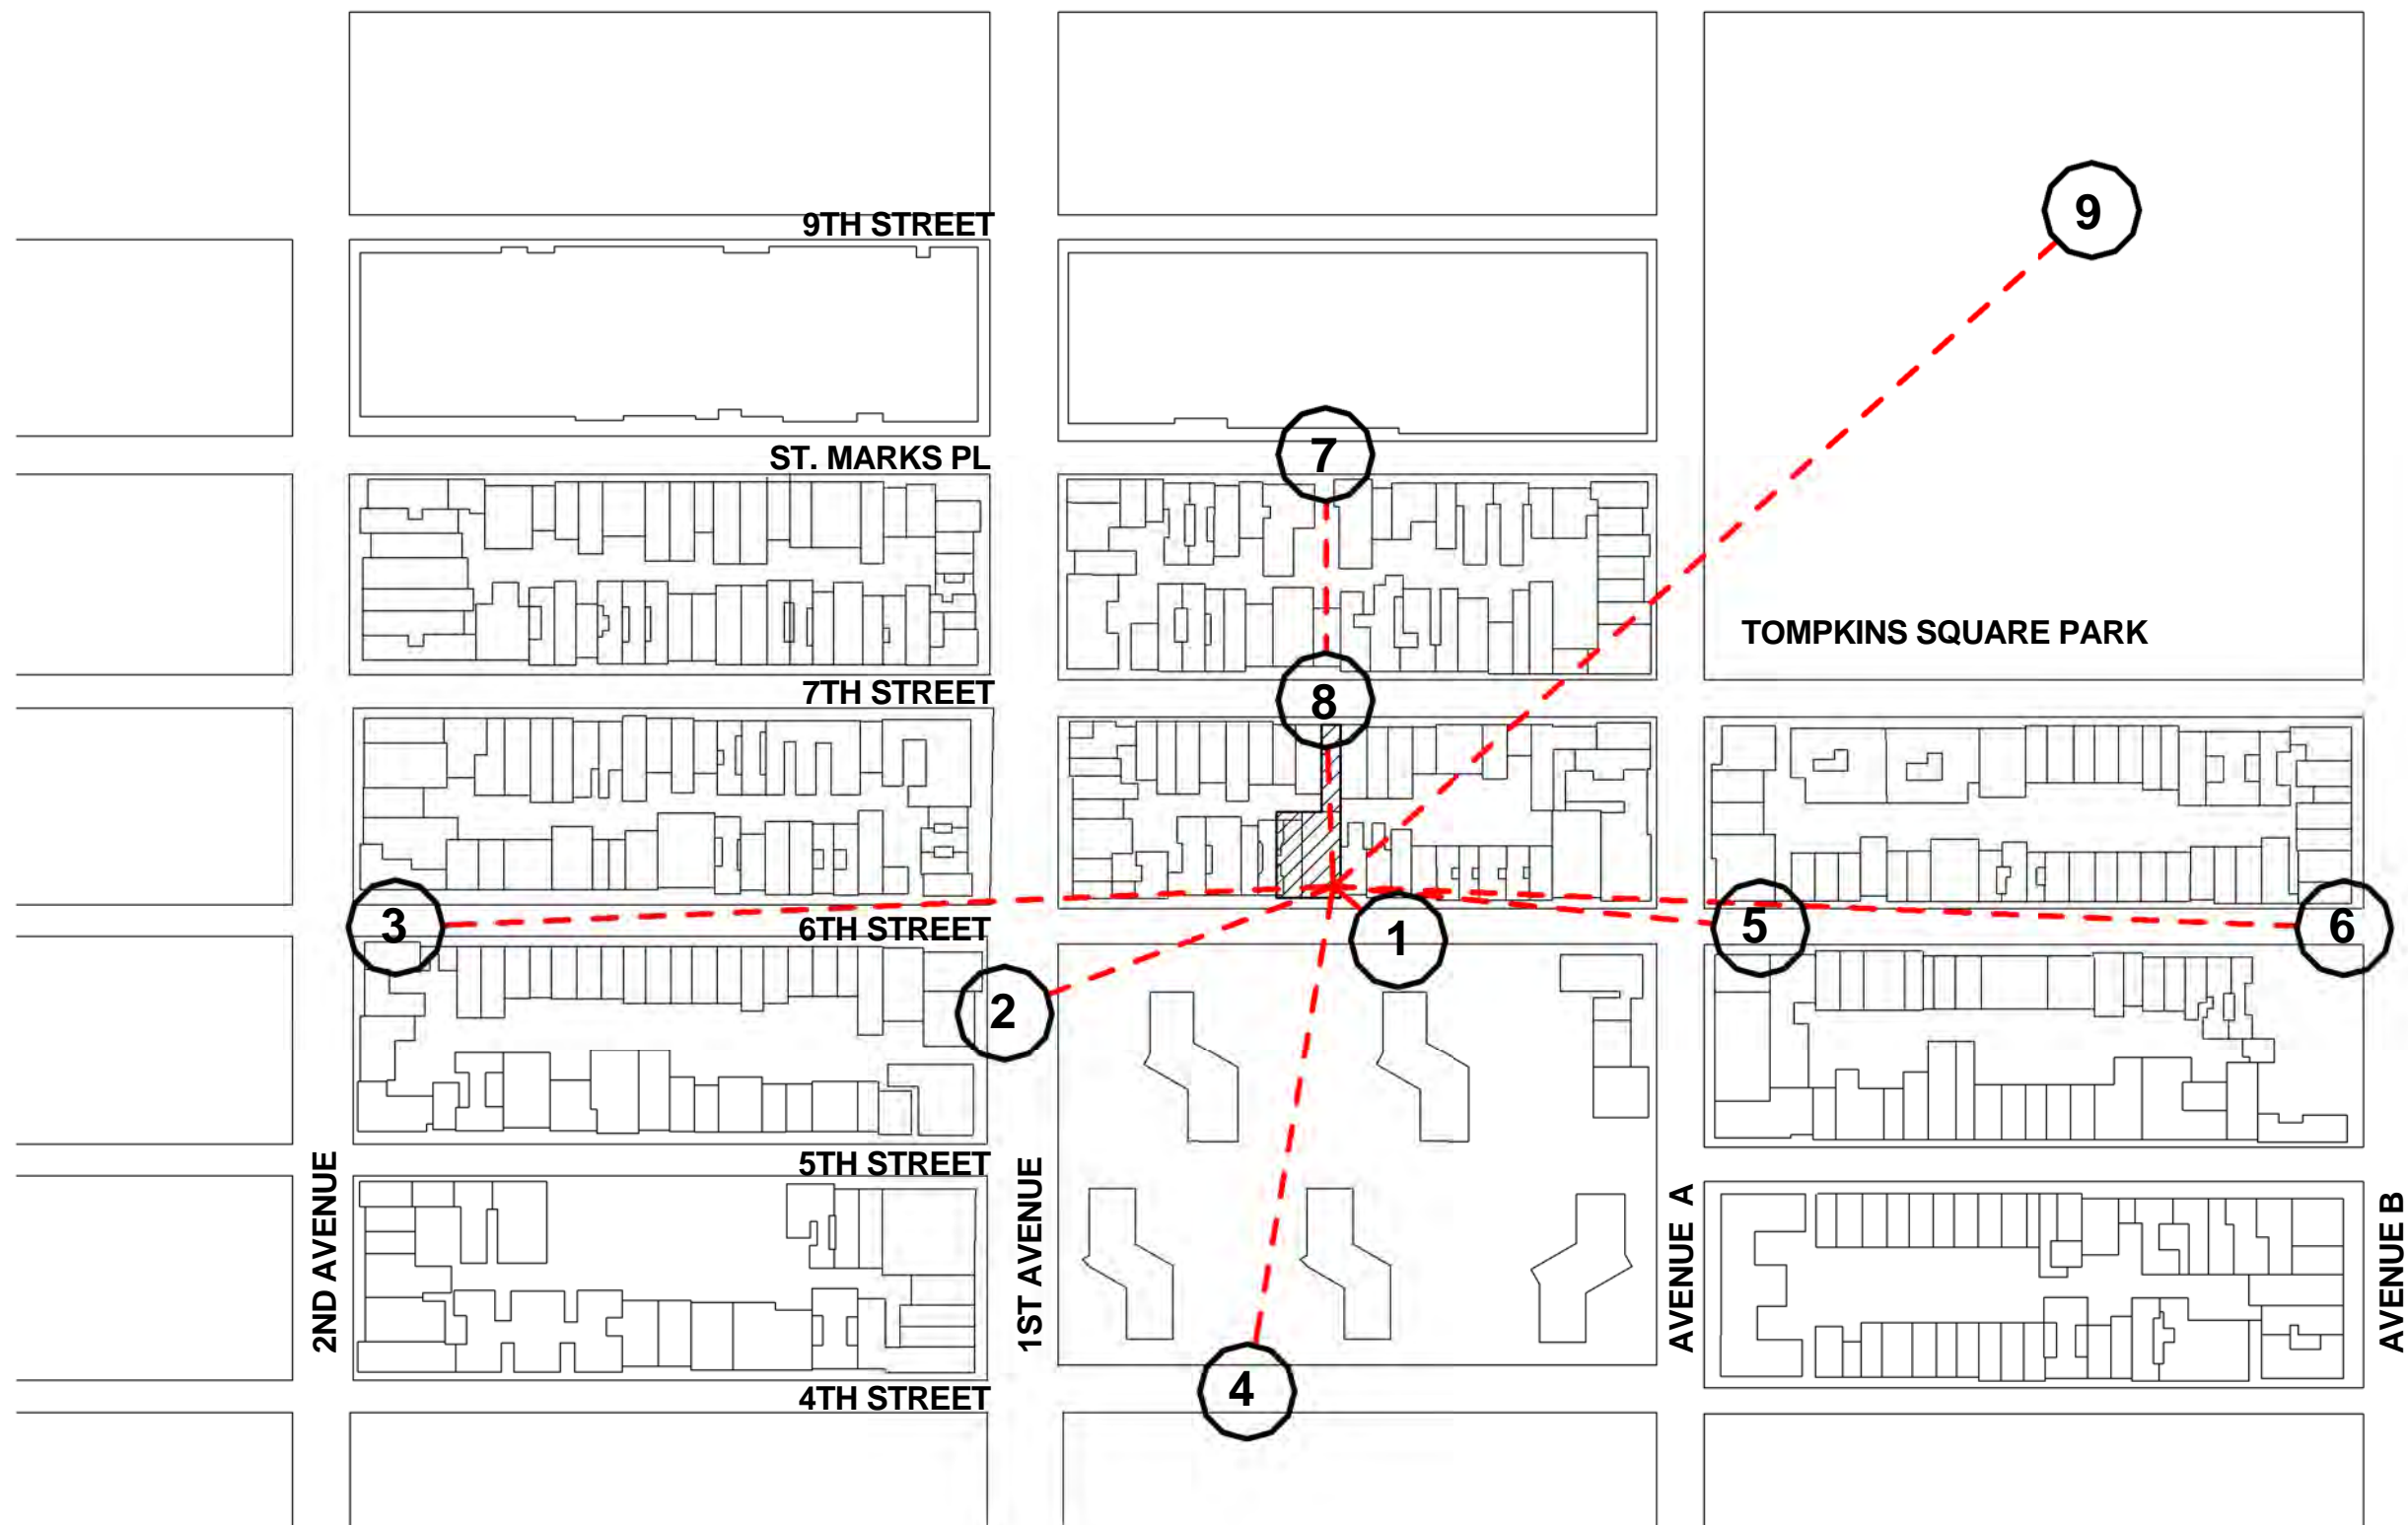 9TH STREET
9
ST. MARKS PL
7
TOMPKINS SQUARE PARK
7TH STREET
8
3
6TH STREET
1
5
6
2
5TH STREET
2ND AVENUE
1ST AVENUE
AVENUE A
AVENUE B
4TH STREET
4